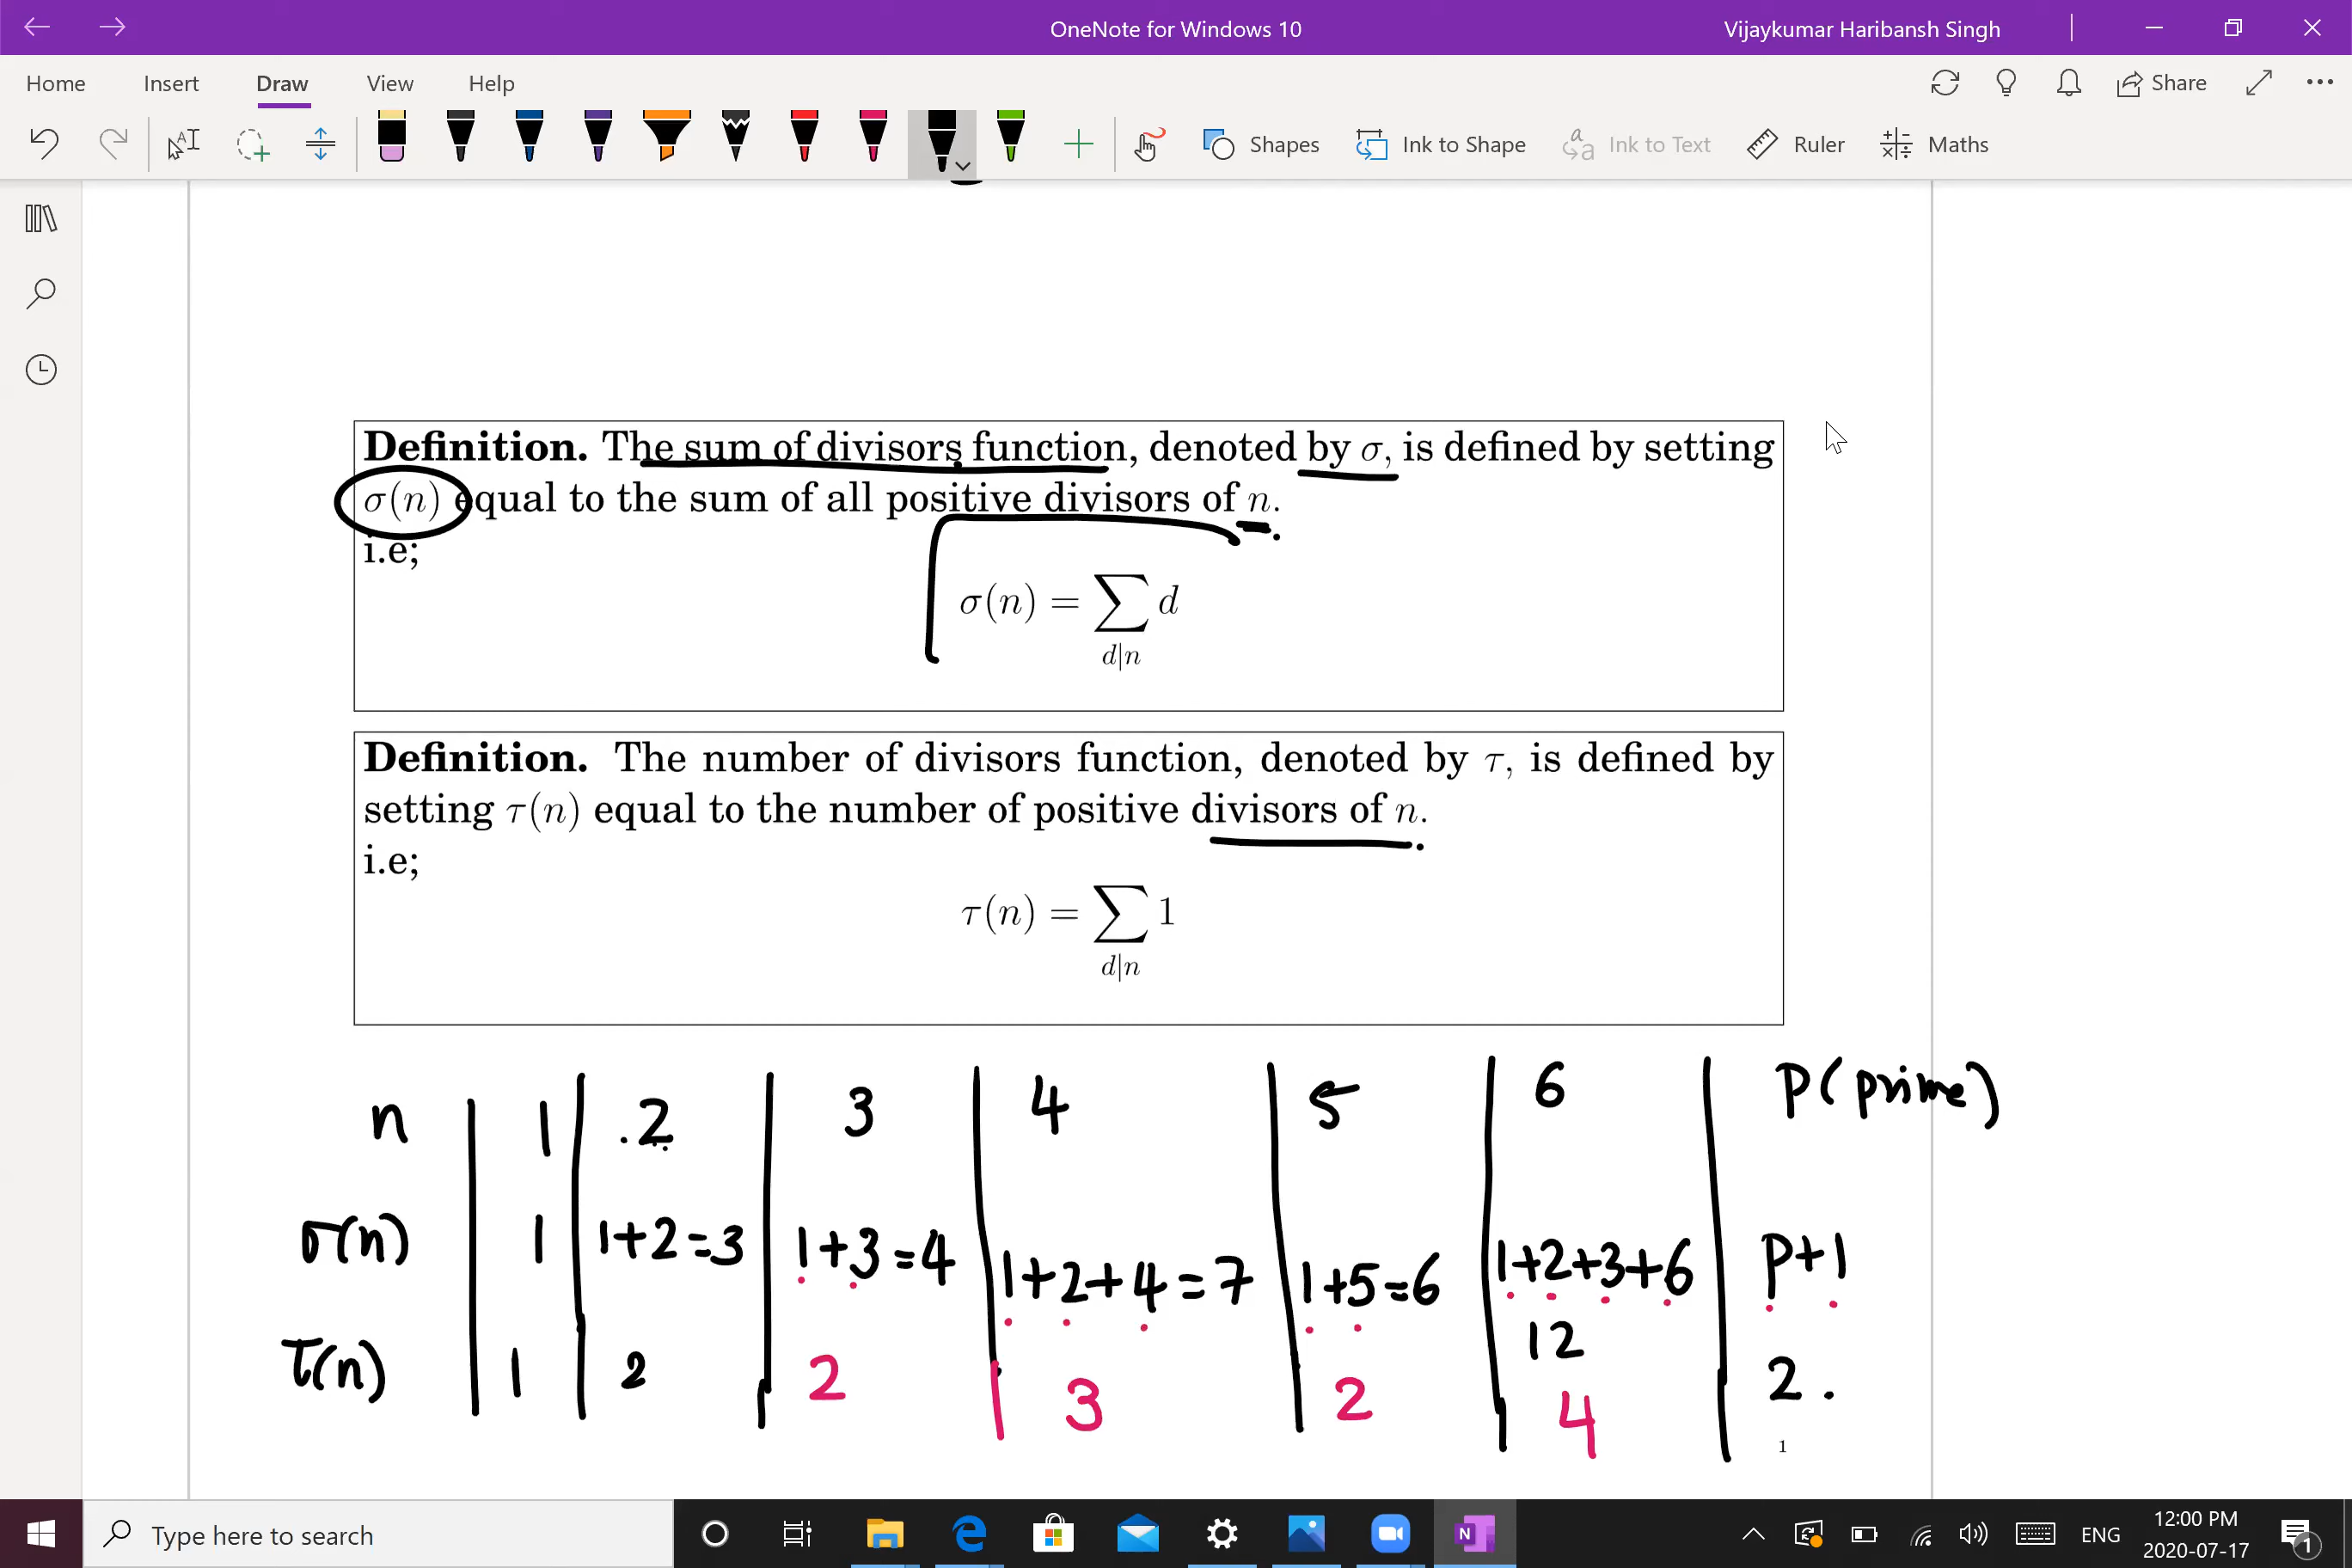 OneNote for Windows 10
Vijaykumar Haribansh Singh
Home Insert Draw View Help
Share
Shapes Ink to Shape Ink to Text Ruler Maths
Definition. The sum of divisors function, denoted by σ, is defined by setting
σ(n) equal to the sum of all positive divisors of n.
i.e;
σ(n) = ∑ d
d|n
Definition. The number of divisors function, denoted by τ, is defined by
setting τ(n) equal to the number of positive divisors of n.
i.e;
τ(n) = ∑ 1
d|n
n 1 .2 3 4 5 6 P(prime)
σ(n) 1 1+2=3 1+3=4 1+2+4=7 1+5=6 1+2+3+6 P+1
12
τ(n) 1 2 2 3 2 4 2.
1
Type here to search
ENG
12:00 PM
2020-07-17
1